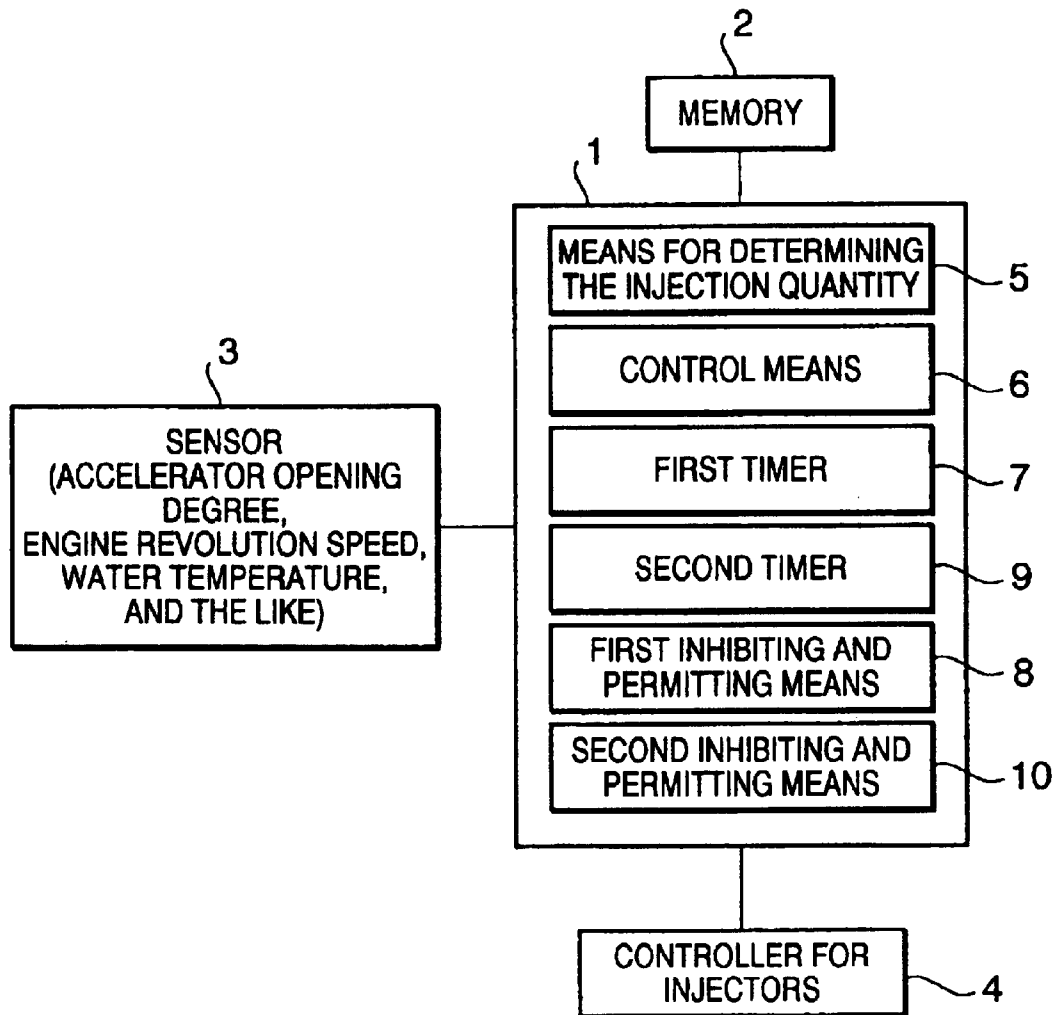 2
MEMORY
1
MEANS FOR DETERMINING
THE INJECTION QUANTITY
5
CONTROL MEANS
6
3
SENSOR
(ACCELERATOR OPENING
DEGREE,
ENGINE REVOLUTION SPEED,
WATER TEMPERATURE,
AND THE LIKE)
FIRST TIMER
7
SECOND TIMER
9
FIRST INHIBITING AND
PERMITTING MEANS
8
SECOND INHIBITING AND
PERMITTING MEANS
10
CONTROLLER FOR
INJECTORS
4